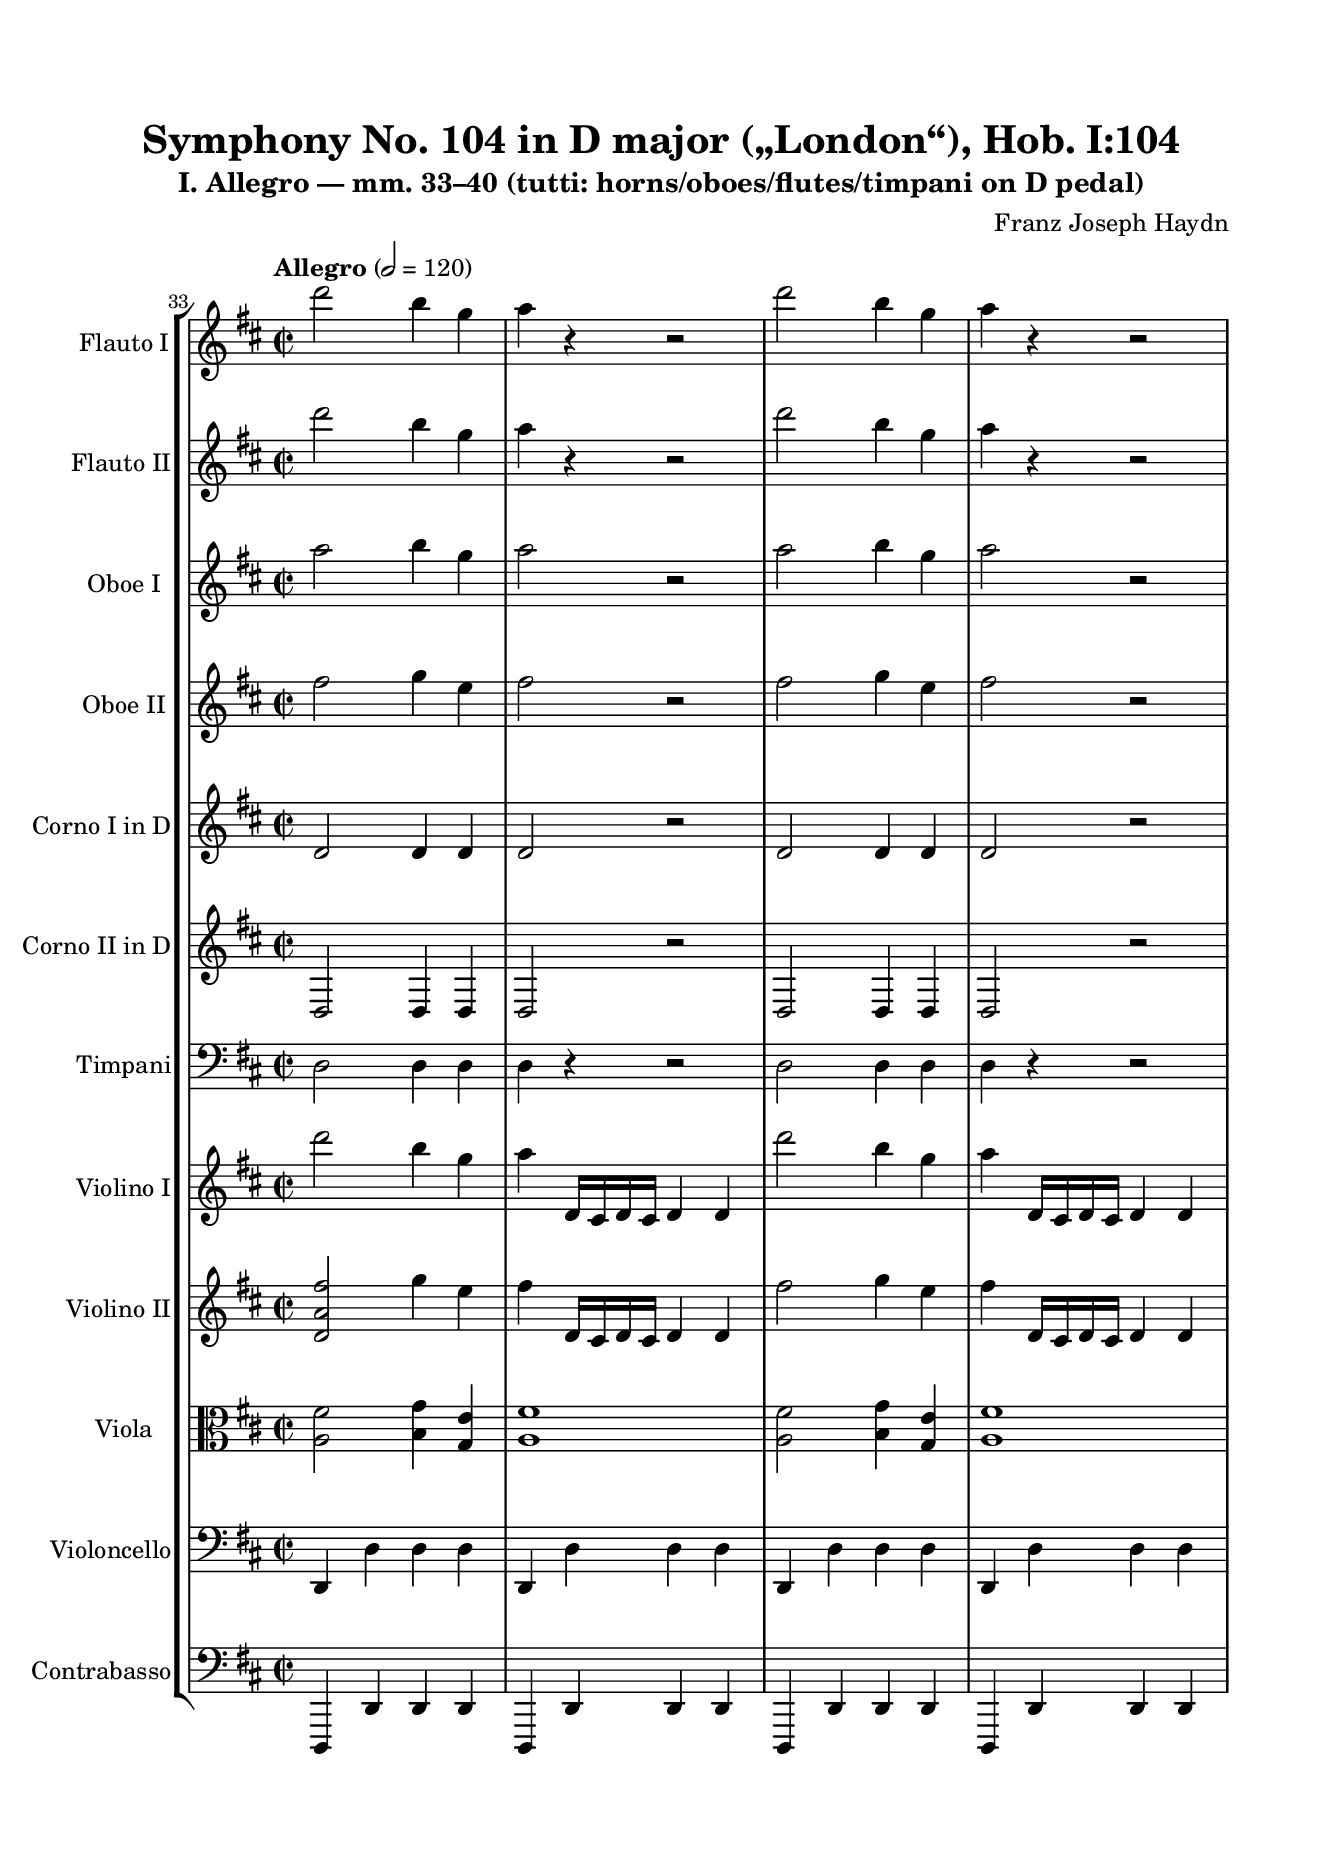 Symphony No. 104 in D major („London“), Hob. I:104
I. Allegro — mm. 33–40 (tutti: horns/oboes/flutes/timpani on D pedal)
Franz Joseph Haydn
Allegro (𝅗𝅥 = 120)
33
Flauto I
Flauto II
Oboe I
Oboe II
Corno I in D
Corno II in D
Timpani
Violino I
Violino II
Viola
Violoncello
Contrabasso